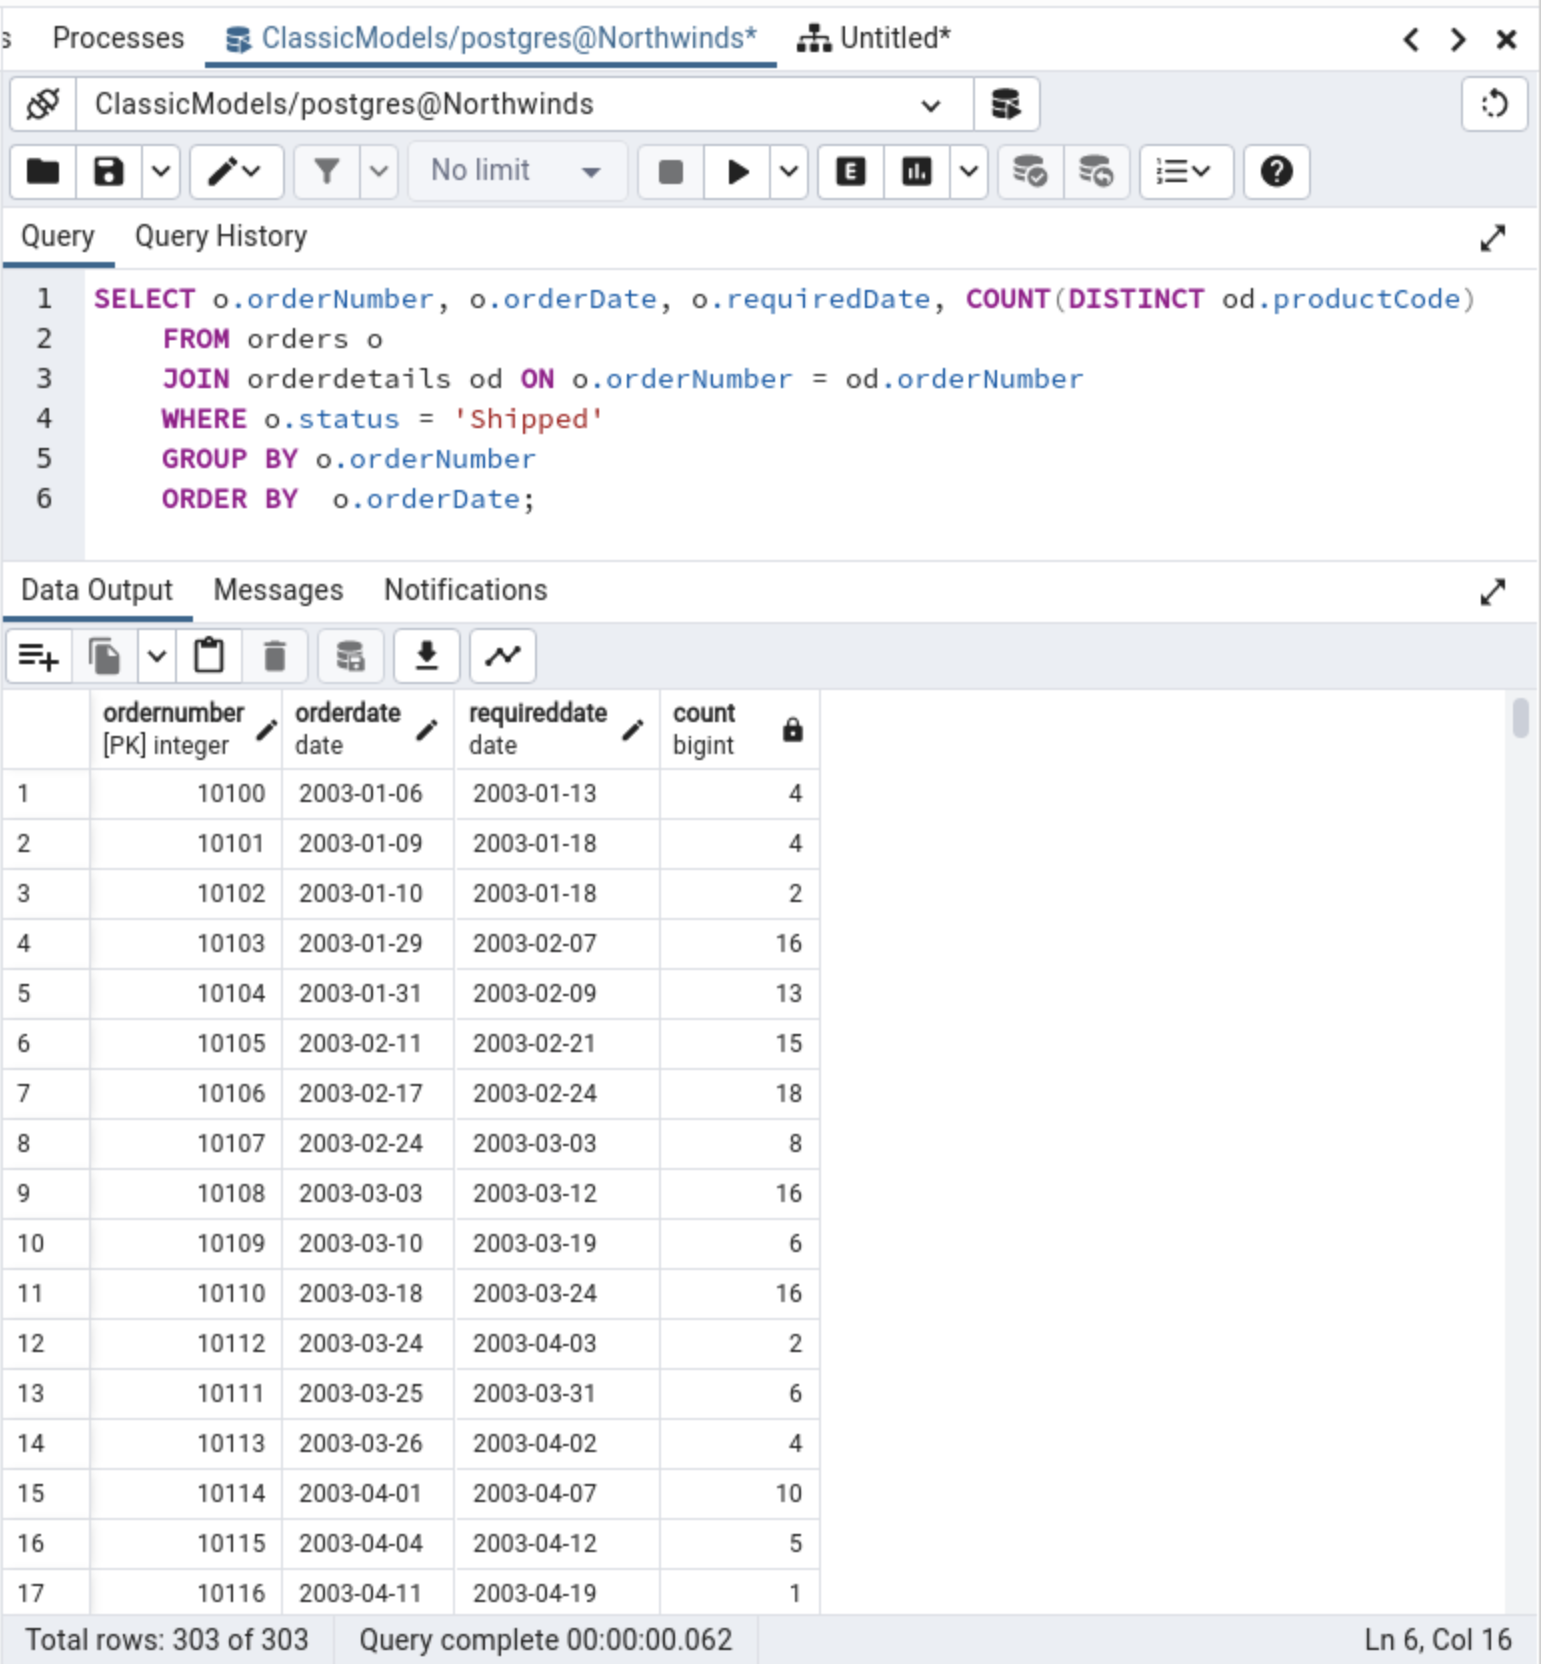 s Processes ClassicModels/postgres@Northwinds* Untitled*
ClassicModels/postgres@Northwinds
No limit E
Query Query History
1 SELECT o.orderNumber, o.orderDate, o.requiredDate, COUNT(DISTINCT od.productCode)
2 FROM orders o
3 JOIN orderdetails od ON o.orderNumber = od.orderNumber
4 WHERE o.status = 'Shipped'
5 GROUP BY o.orderNumber
6 ORDER BY  o.orderDate;
Data Output Messages Notifications
ordernumber orderdate requireddate count
[PK] integer date date bigint
1 10100 2003-01-06 2003-01-13 4
2 10101 2003-01-09 2003-01-18 4
3 10102 2003-01-10 2003-01-18 2
4 10103 2003-01-29 2003-02-07 16
5 10104 2003-01-31 2003-02-09 13
6 10105 2003-02-11 2003-02-21 15
7 10106 2003-02-17 2003-02-24 18
8 10107 2003-02-24 2003-03-03 8
9 10108 2003-03-03 2003-03-12 16
10 10109 2003-03-10 2003-03-19 6
11 10110 2003-03-18 2003-03-24 16
12 10112 2003-03-24 2003-04-03 2
13 10111 2003-03-25 2003-03-31 6
14 10113 2003-03-26 2003-04-02 4
15 10114 2003-04-01 2003-04-07 10
16 10115 2003-04-04 2003-04-12 5
17 10116 2003-04-11 2003-04-19 1
Total rows: 303 of 303 Query complete 00:00:00.062 Ln 6, Col 16